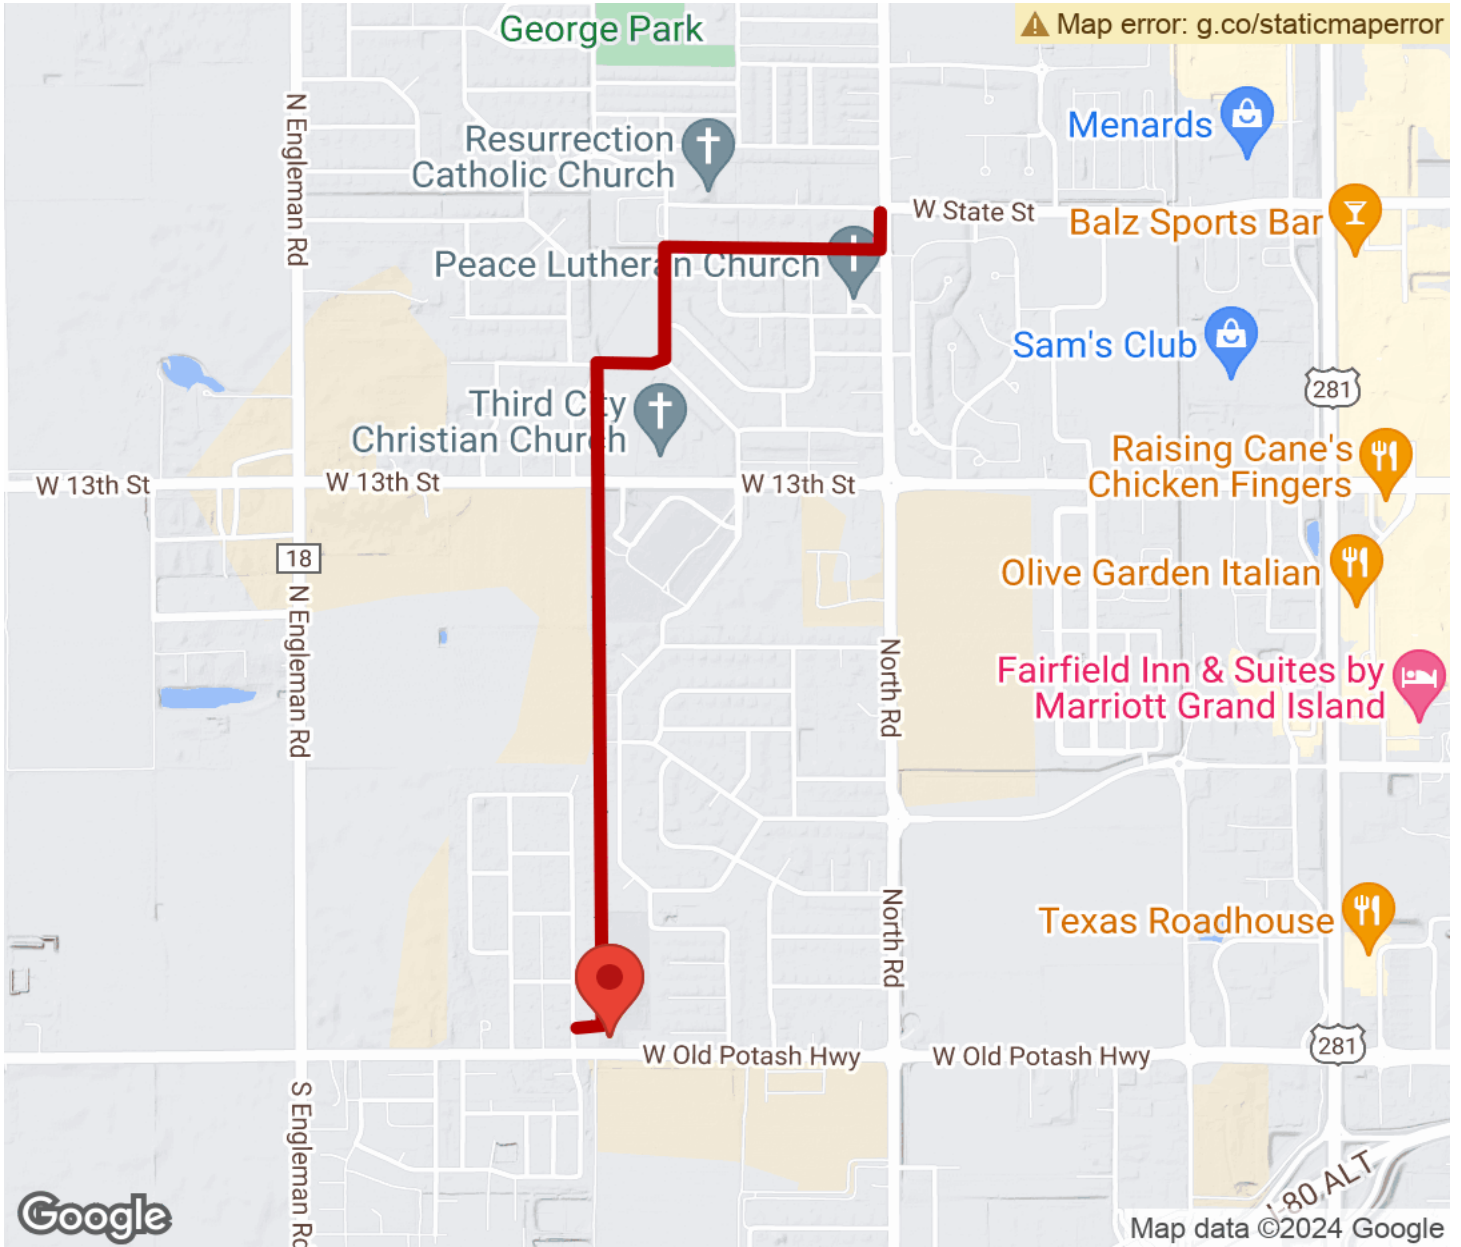 George Park
Map error: g.co/staticmaperror
N Engleman Rd
Menards
Resurrection
Catholic Church
W State St
Balz Sports Bar
Peace Lutheran Church
Sam's Club
281
Third City
Christian Church
Raising Cane's
Chicken Fingers
W 13th St
W 13th St
W 13th St
18
Olive Garden Italian
N Engleman Rd
North Rd
Fairfield Inn & Suites by
Marriott Grand Island
North Rd
Texas Roadhouse
W Old Potash Hwy
W Old Potash Hwy
281
S Engleman Rd
I-80 ALT
Google
Map data ©2024 Google